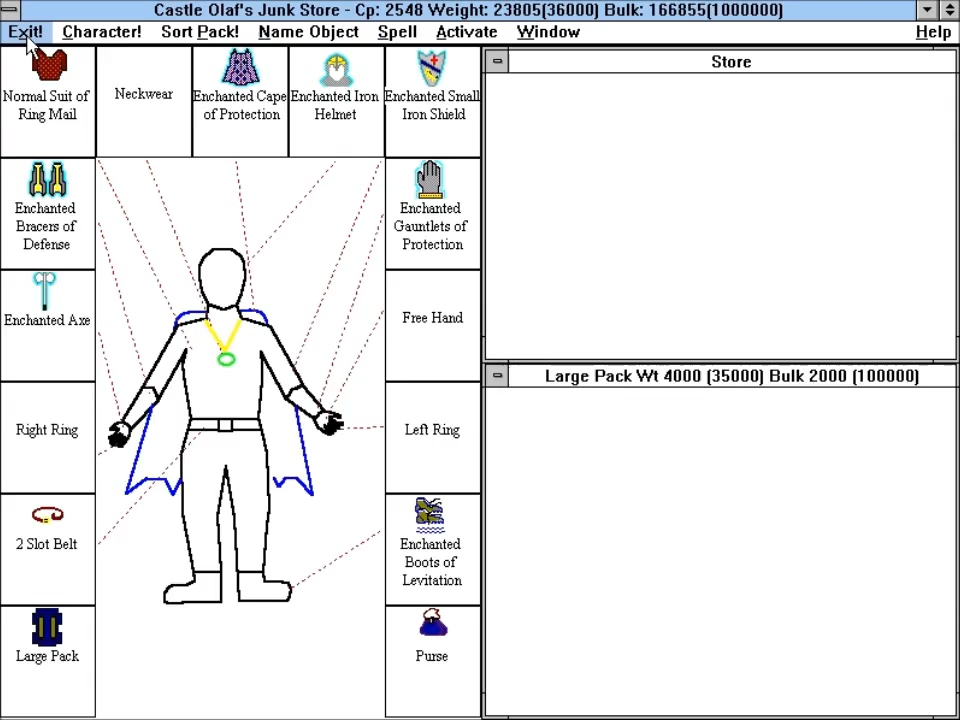 Castle Olaf's Junk Store - Cp: 2548 Weight: 23805(36000) Bulk: 166855(1000000)
Exit! Character! Sort Pack! Name Object Spell Activate Window Help
Normal Suit of
Ring Mail
Neckwear
Enchanted Cape
of Protection
Enchanted Iron
Helmet
Enchanted Small
Iron Shield
Store
Enchanted
Bracers of
Defense
Enchanted
Gauntlets of
Protection
Enchanted Axe
Free Hand
Large Pack Wt 4000 (35000) Bulk 2000 (100000)
Right Ring
Left Ring
2 Slot Belt
Enchanted
Boots of
Levitation
Large Pack
Purse